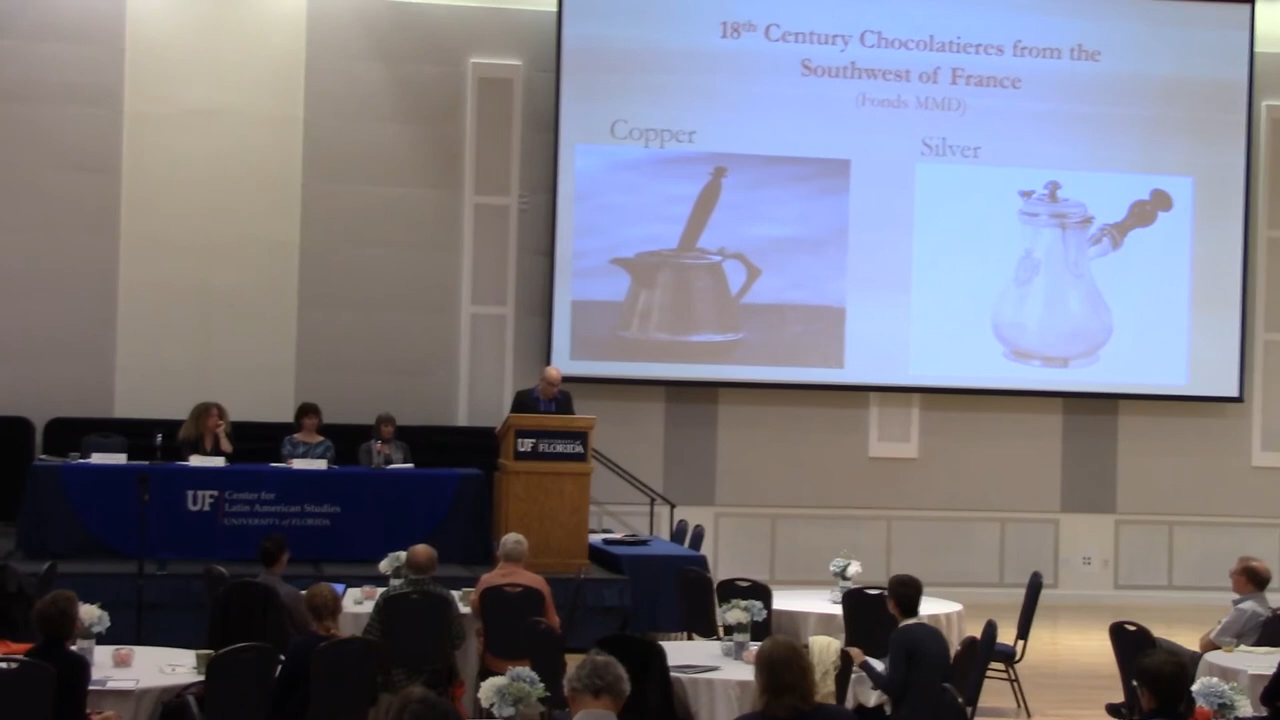 18th Century Chocolatieres from the
Southwest of France
(Fonds MMD)
Copper
Silver
UF UNIVERSITY of
FLORIDA
UF Center for
Latin American Studies
UNIVERSITY of FLORIDA